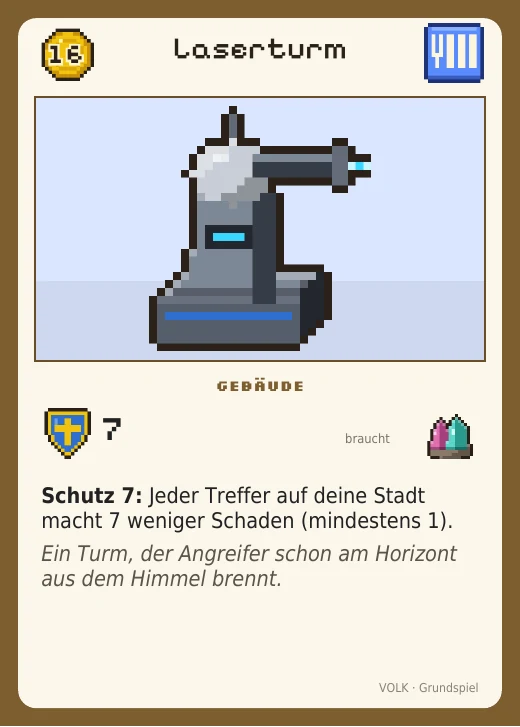 16
Laserturm
VIII
GEBÄUDE
7
braucht
Schutz 7: Jeder Treffer auf deine Stadt
macht 7 weniger Schaden (mindestens 1).
Ein Turm, der Angreifer schon am Horizont
aus dem Himmel brennt.
VOLK · Grundspiel